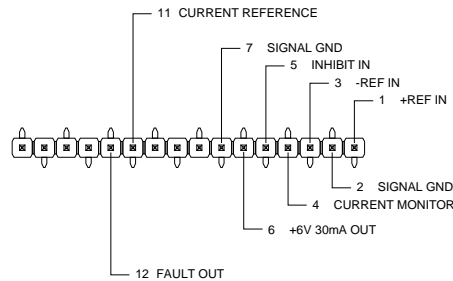 11 CURRENT REFERENCE
7 SIGNAL GND
5 INHIBIT IN
3 -REF IN
1 +REF IN
2 SIGNAL GND
4 CURRENT MONITOR
6 +6V 30mA OUT
12 FAULT OUT